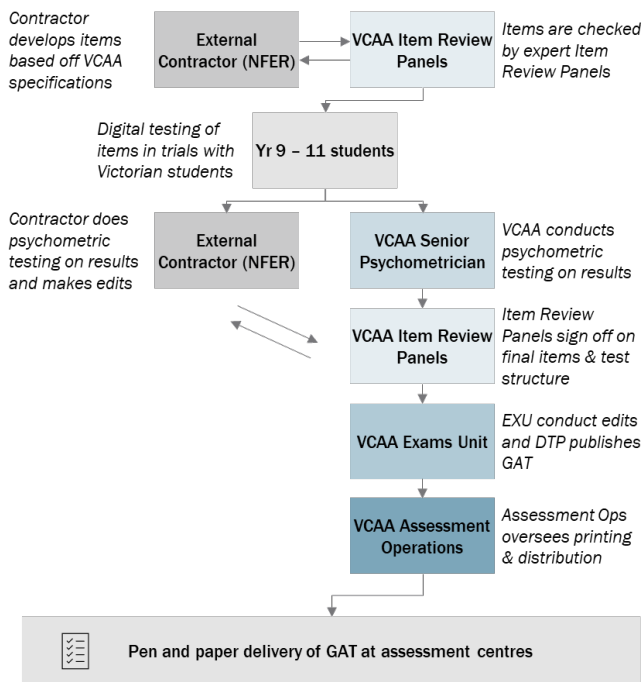 Contractor
develops items
based off VCAA
specifications
External
Contractor (NFER)
VCAA Item Review
Panels
Items are checked
by expert Item
Review Panels
Digital testing of
items in trials with
Victorian students
Yr 9 – 11 students
Contractor does
psychometric
testing on results
and makes edits
External
Contractor (NFER)
VCAA Senior
Psychometrician
VCAA conducts
psychometric
testing on results
VCAA Item Review
Panels
Item Review
Panels sign off on
final items & test
structure
VCAA Exams Unit
EXU conduct edits
and DTP publishes
GAT
VCAA Assessment
Operations
Assessment Ops
oversees printing
& distribution
Pen and paper delivery of GAT at assessment centres